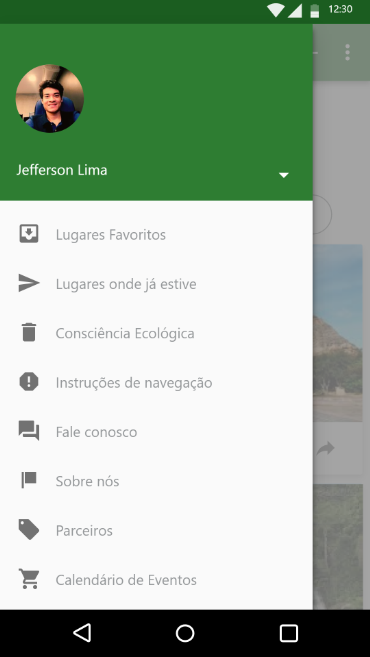 12:30
Jefferson Lima
Lugares Favoritos
Lugares onde já estive
Consciência Ecológica
Instruções de navegação
Fale conosco
Sobre nós
Parceiros
Calendário de Eventos